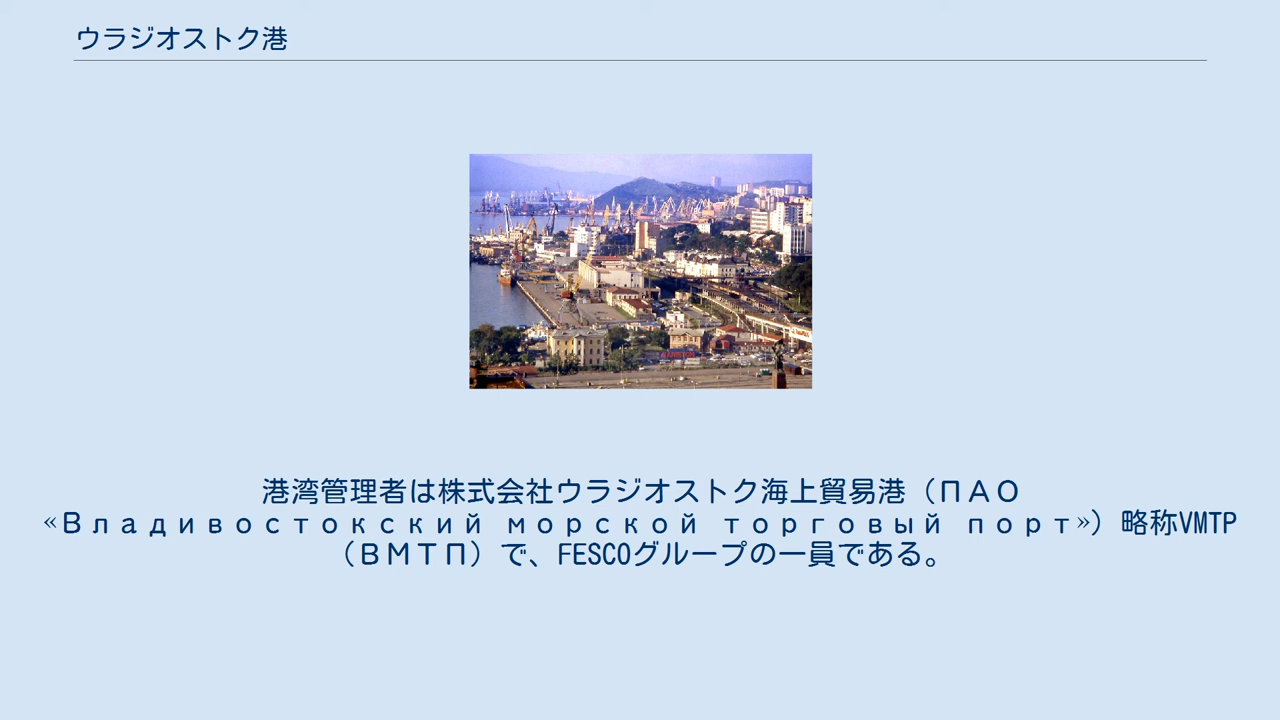 ウラジオストク港
港湾管理者は株式会社ウラジオストク海上貿易港（ПАО
«Владивостокский морской торговый порт»）略称VMTP
（ВМТП）で、FESCOグループの一員である。